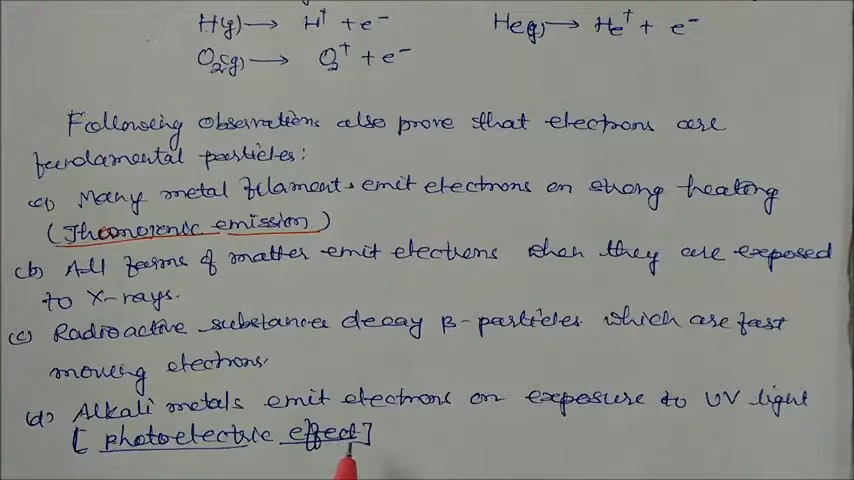 H(g) → H⁺ + e⁻ He(g) → He⁺ + e⁻
O₂(g) → O₂⁺ + e⁻
Following observations also prove that electrons are
fundamental particles:
(a) Many metal filaments emit electrons on strong heating
(Thermoionic emission)
(b) All forms of matter emit electrons when they are exposed
to X-rays.
(c) Radioactive substances decay β-particles which are fast
moving electrons.
(d) Alkali metals emit electrons on exposure to UV light
[photoelectric effect]